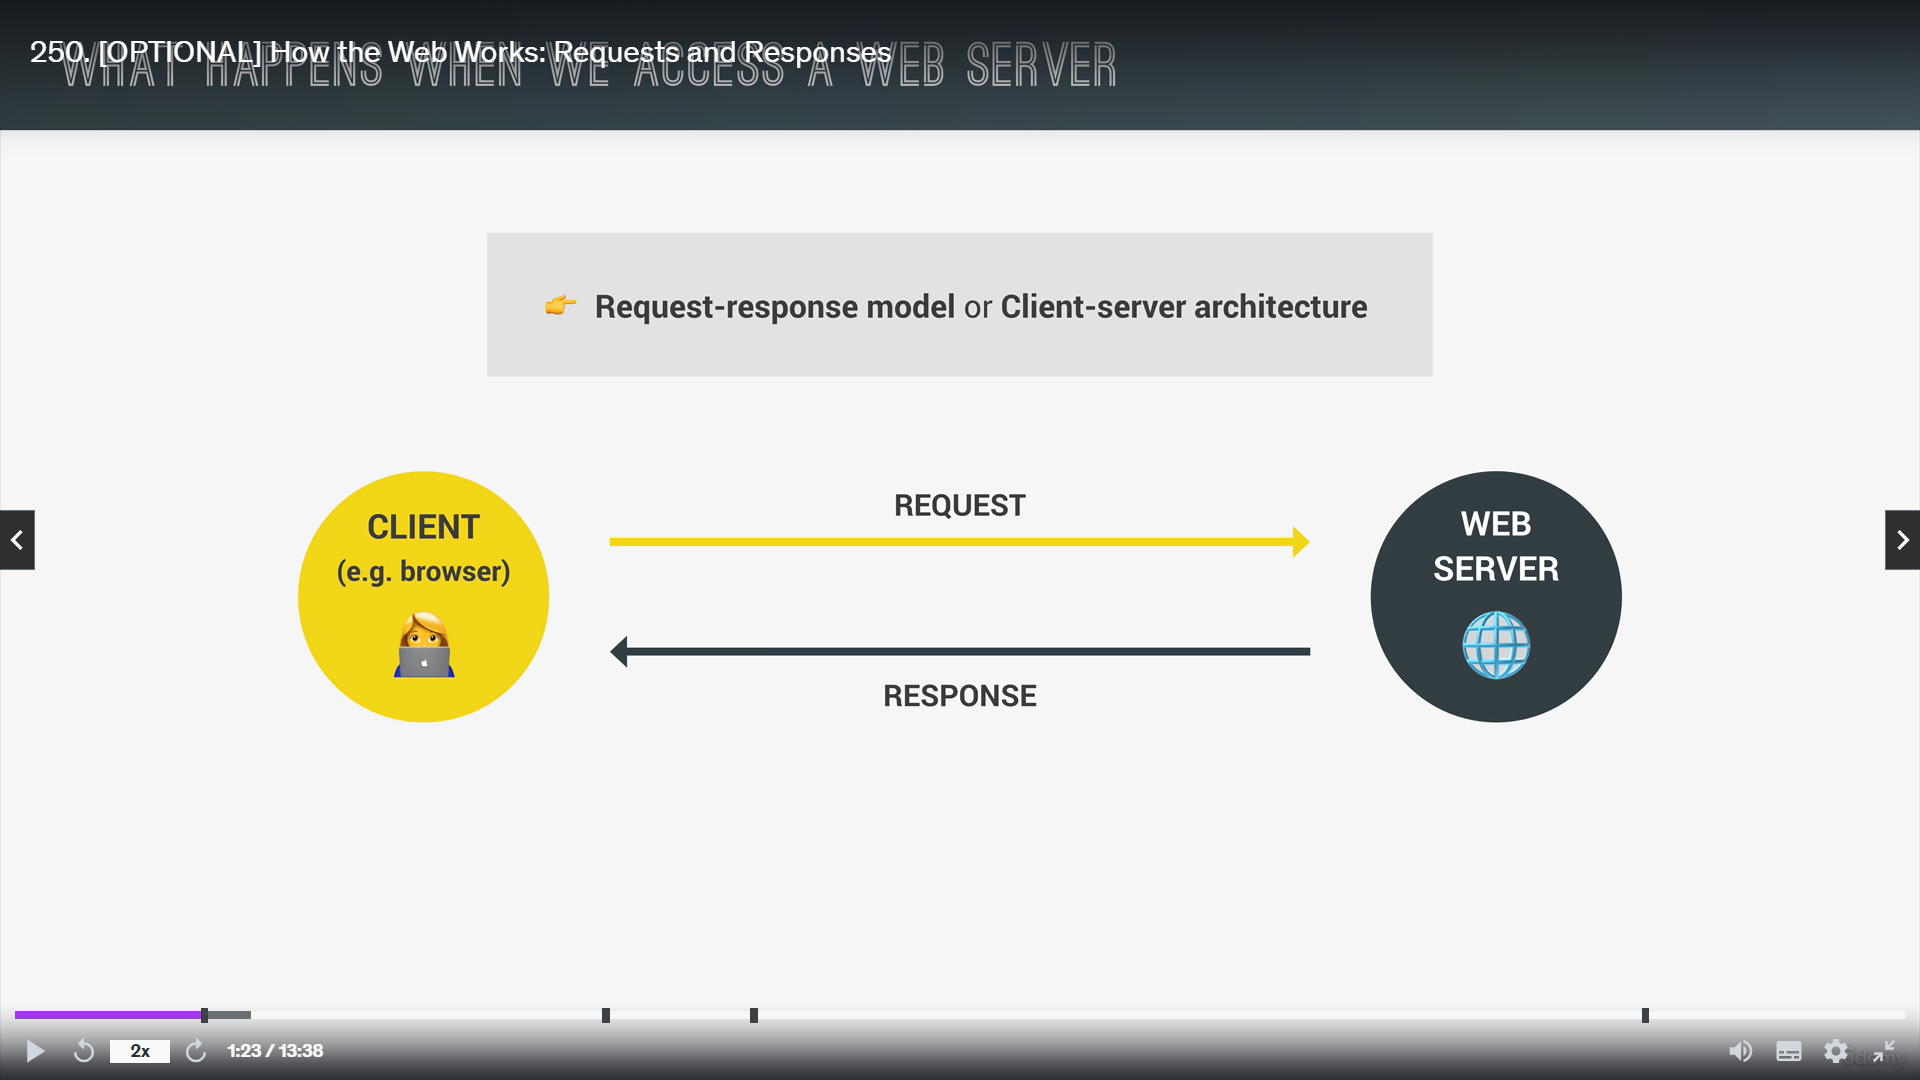 250. [OPTIONAL] How the Web Works: Requests and Responses
WHAT HAPPENS WHEN WE ACCESS A WEB SERVER
👉 Request-response model or Client-server architecture
CLIENT
(e.g. browser)
REQUEST
RESPONSE
WEB
SERVER
2x
1:23 / 13:38
Udemy